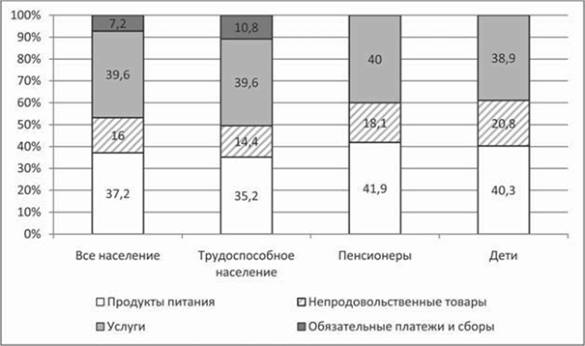 100%
90%
80%
70%
60%
50%
40%
30%
20%
10%
0%
7,2
10,8
39,6
39,6
40
38,9
16
14,4
18,1
20,8
37,2
35,2
41,9
40,3
Все население
Трудоспособное
население
Пенсионеры
Дети
Продукты питания
Непродовольственные товары
Услуги
Обязательные платежи и сборы